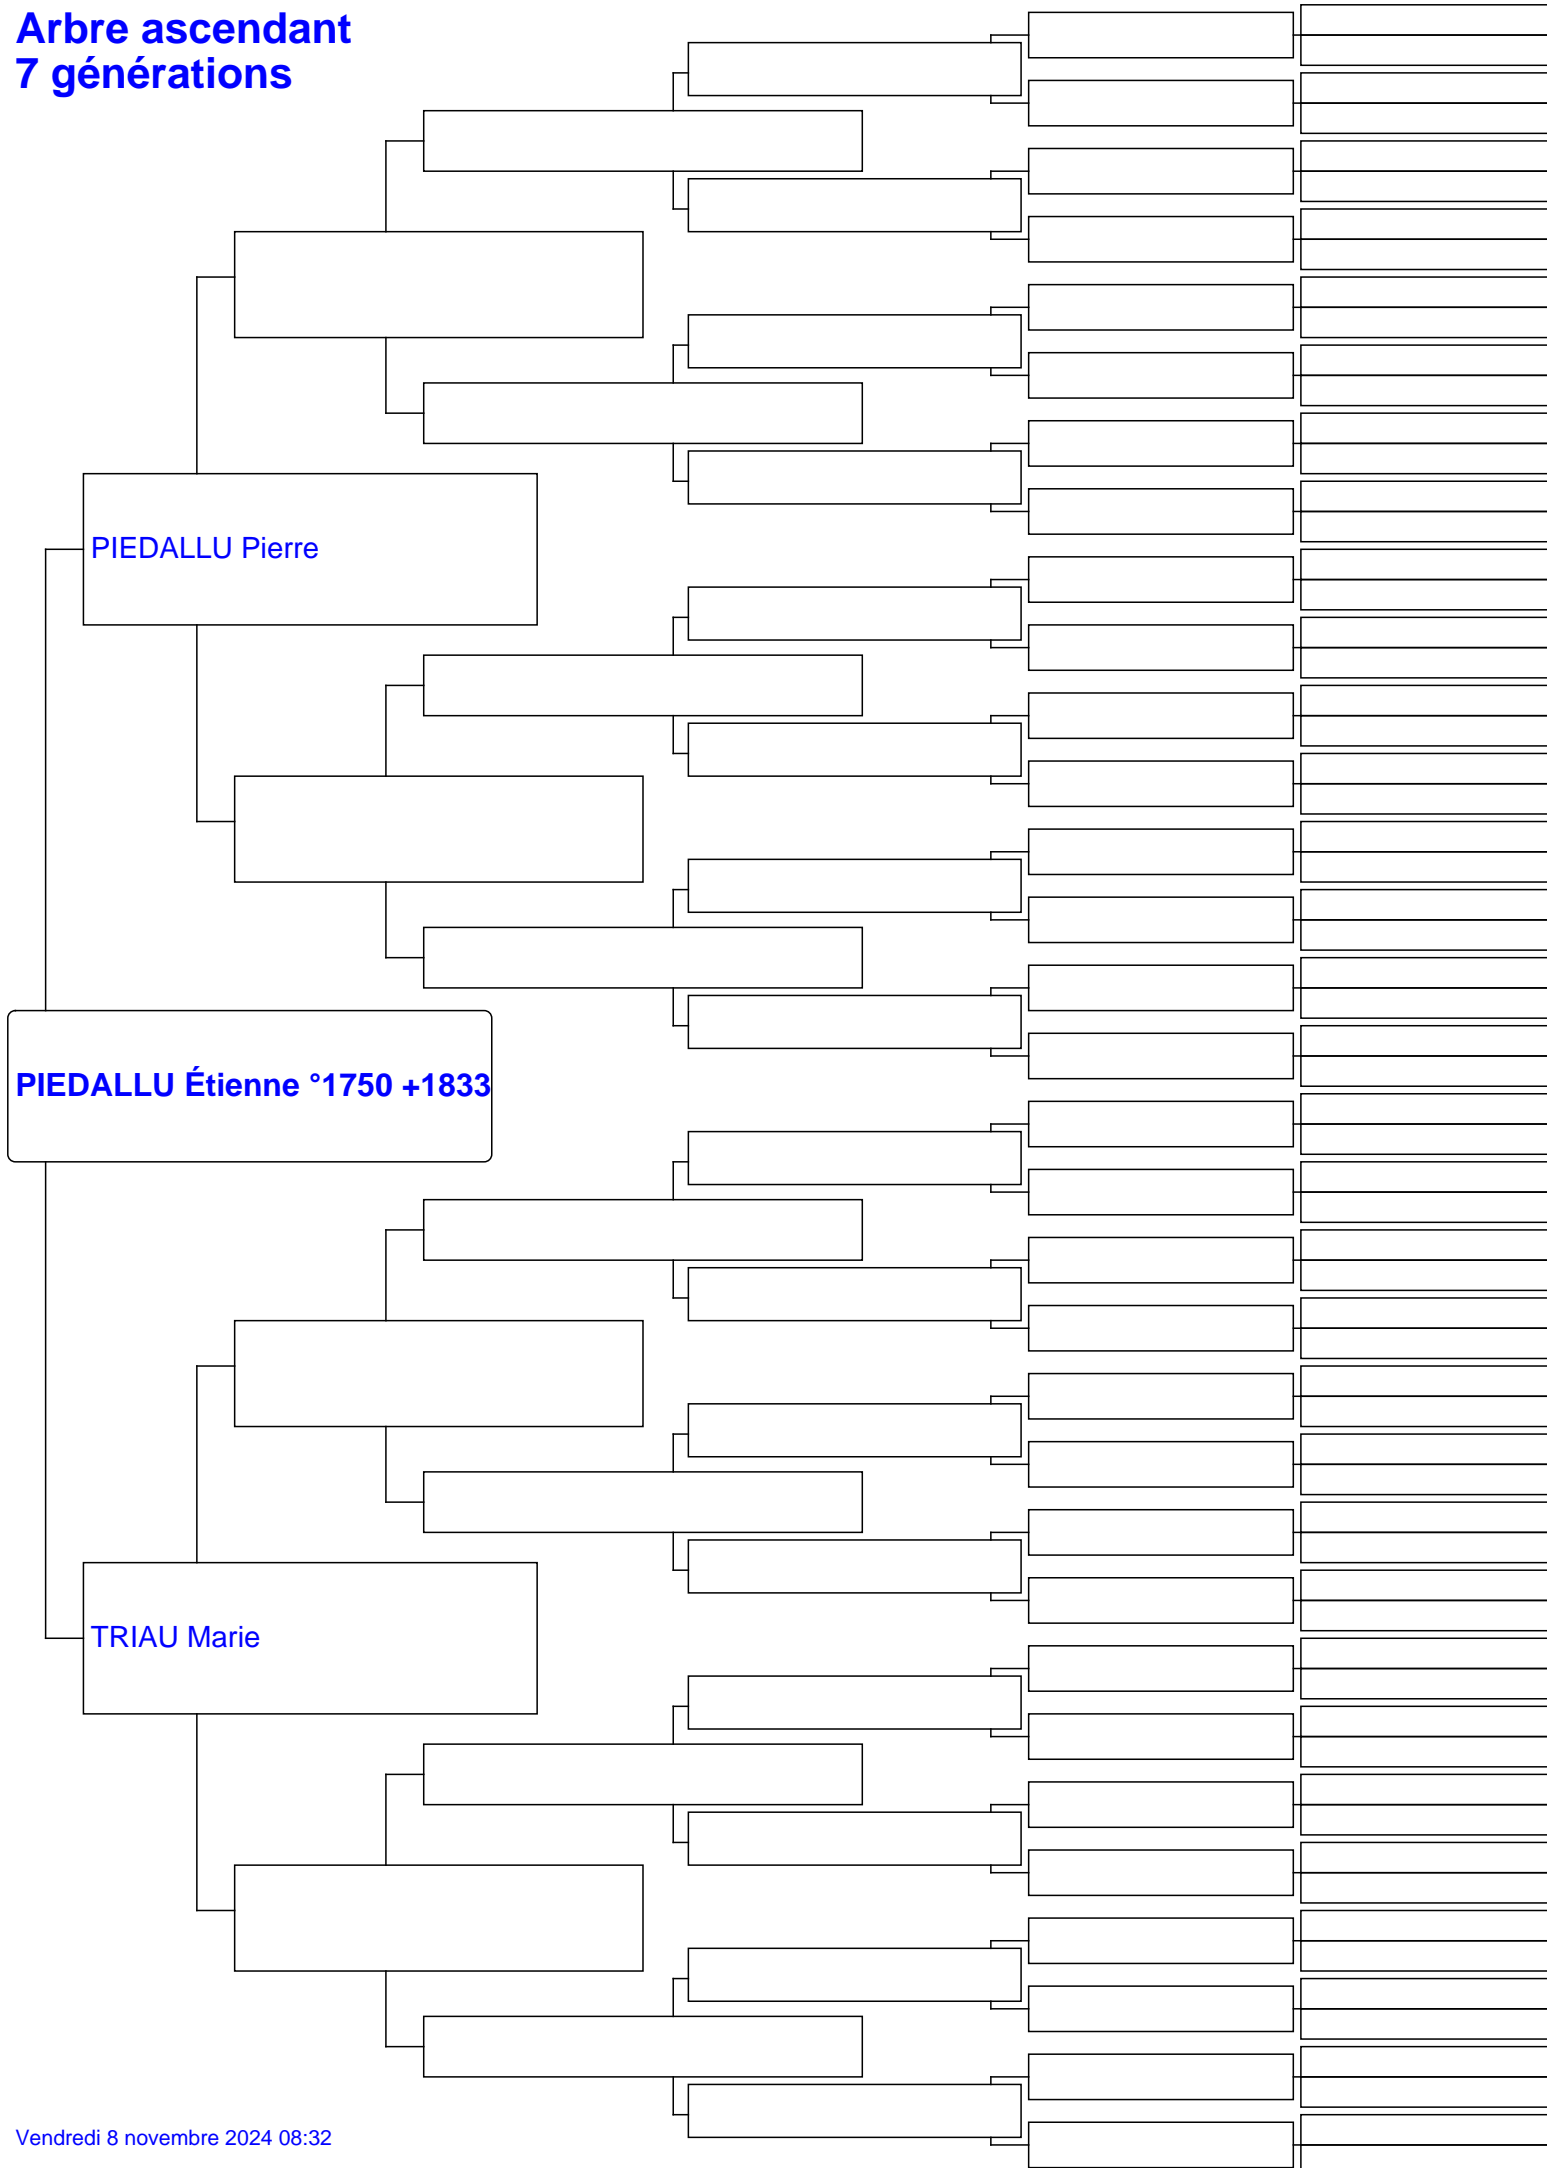 Arbre ascendant
7 générations
PIEDALLU Pierre
PIEDALLU Étienne °1750 +1833
TRIAU Marie
Vendredi 8 novembre 2024 08:32